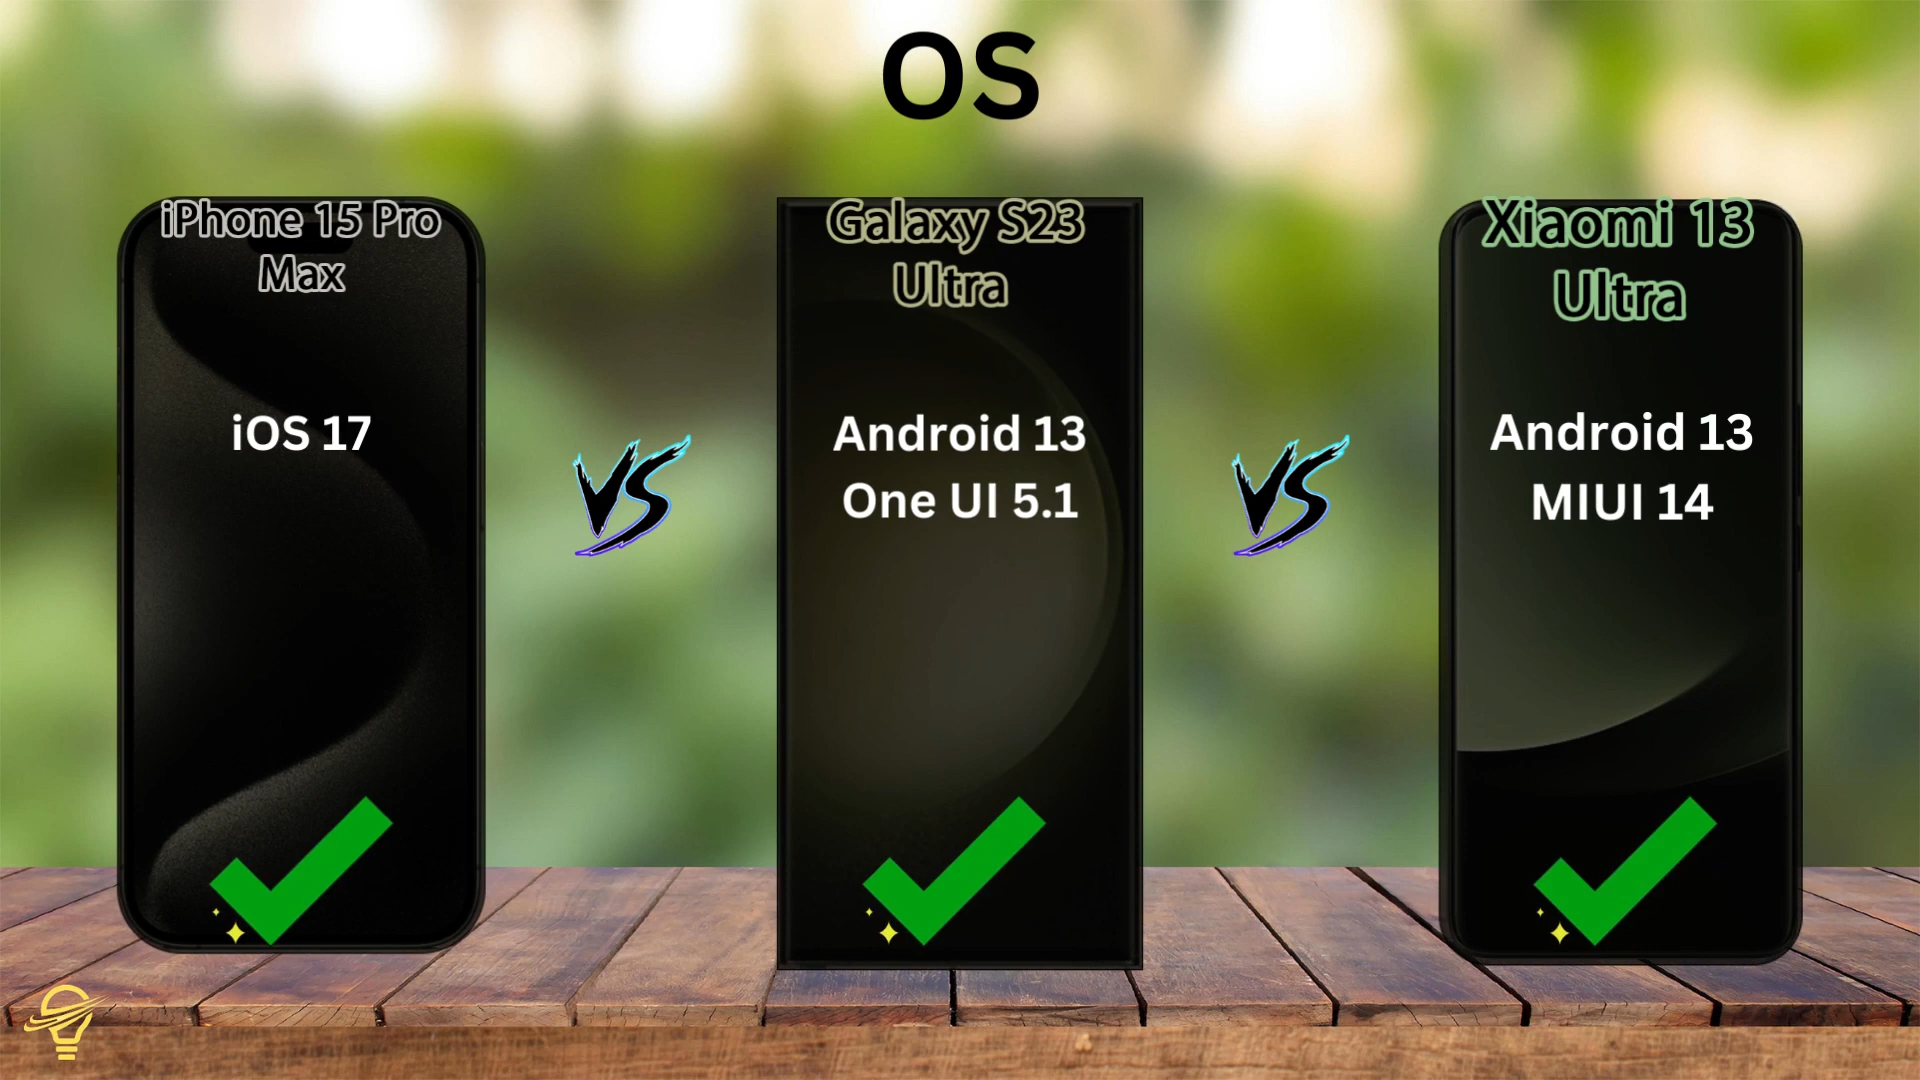 OS
iPhone 15 Pro
Max
iOS 17
VS
Galaxy S23
Ultra
Android 13
One UI 5.1
VS
Xiaomi 13
Ultra
Android 13
MIUI 14